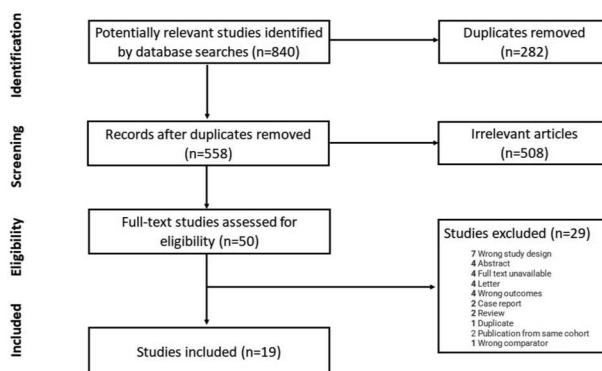 Identification
Potentially relevant studies identified
by database searches (n=840)
Duplicates removed
(n=282)
Screening
Records after duplicates removed
(n=558)
Irrelevant articles
(n=508)
Eligibility
Full-text studies assessed for
eligibility (n=50)
Studies excluded (n=29)
7 Wrong study design
4 Abstract
4 Full text unavailable
4 Letter
4 Wrong outcomes
2 Case report
2 Review
1 Duplicate
2 Publication from same cohort
1 Wrong comparator
Included
Studies included (n=19)